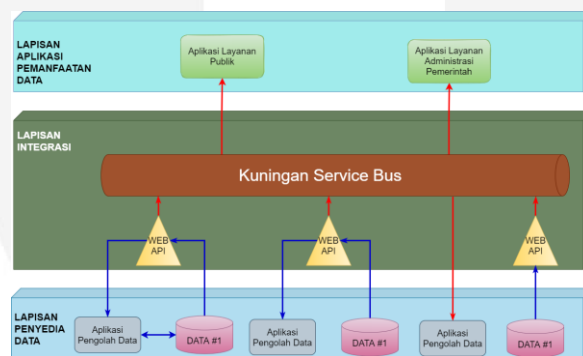 LAPISAN
APLIKASI
PEMANFAATAN
DATA
Aplikasi Layanan
Publik
Aplikasi Layanan
Administrasi
Pemerintah
LAPISAN
INTEGRASI
Kuningan Service Bus
WEB
API
WEB
API
WEB
API
LAPISAN
PENYEDIA
DATA
Aplikasi
Pengolah Data
DATA #1
Aplikasi
Pengolah Data
DATA #1
Aplikasi
Pengolah Data
DATA #1